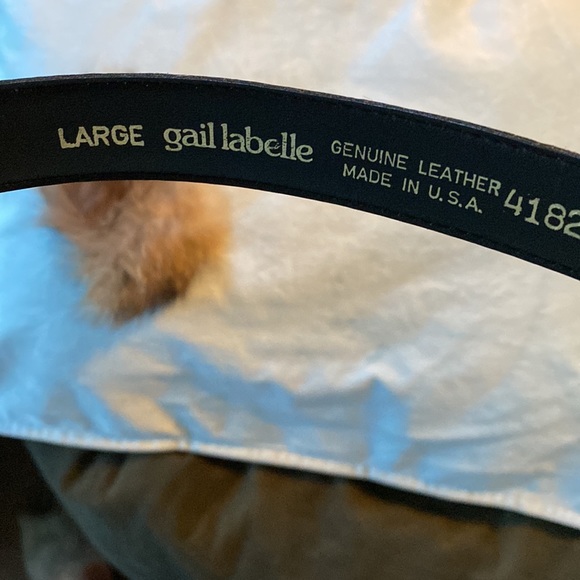 LARGE gail labelle GENUINE LEATHER 4182
MADE IN U.S.A.